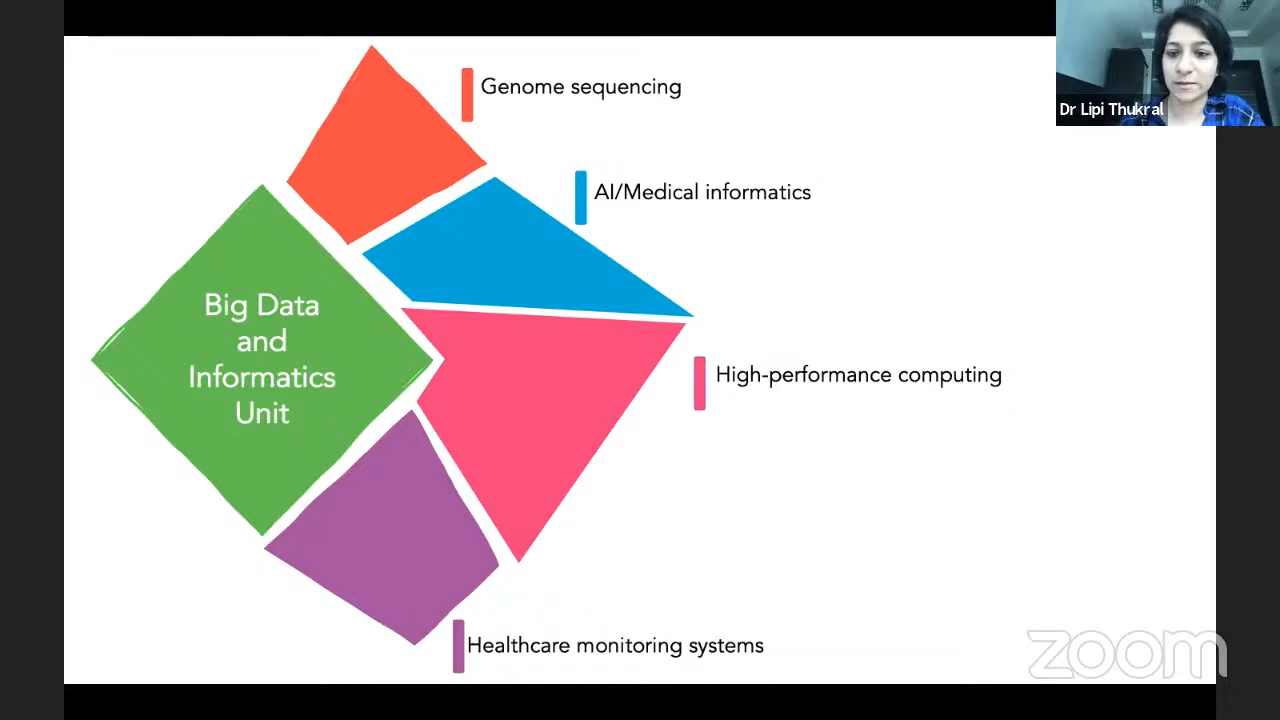 Dr Lipi Thukral
Genome sequencing
AI/Medical informatics
Big Data
and
Informatics
Unit
High-performance computing
Healthcare monitoring systems
zoom